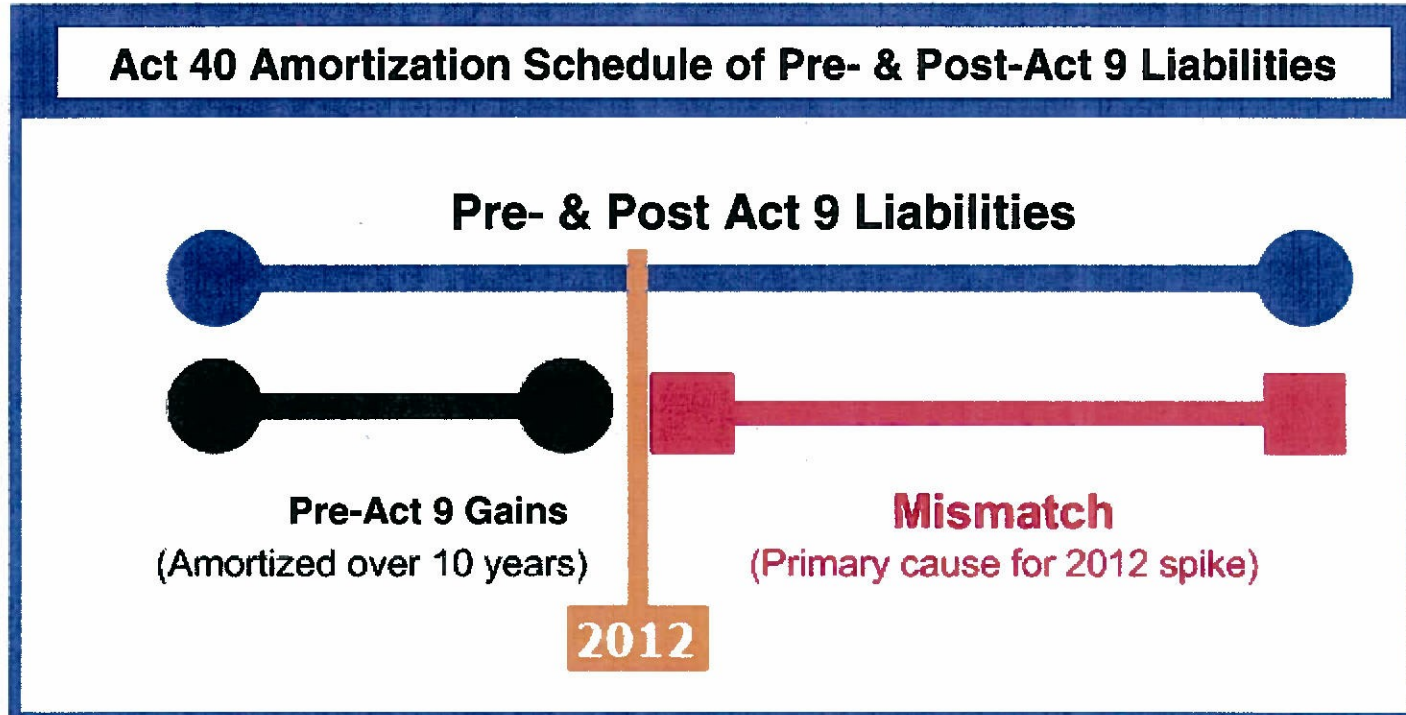 Act 40 Amortization Schedule of Pre- & Post-Act 9 Liabilities
Pre- & Post Act 9 Liabilities
Pre-Act 9 Gains
(Amortized over 10 years)
Mismatch
(Primary cause for 2012 spike)
2012